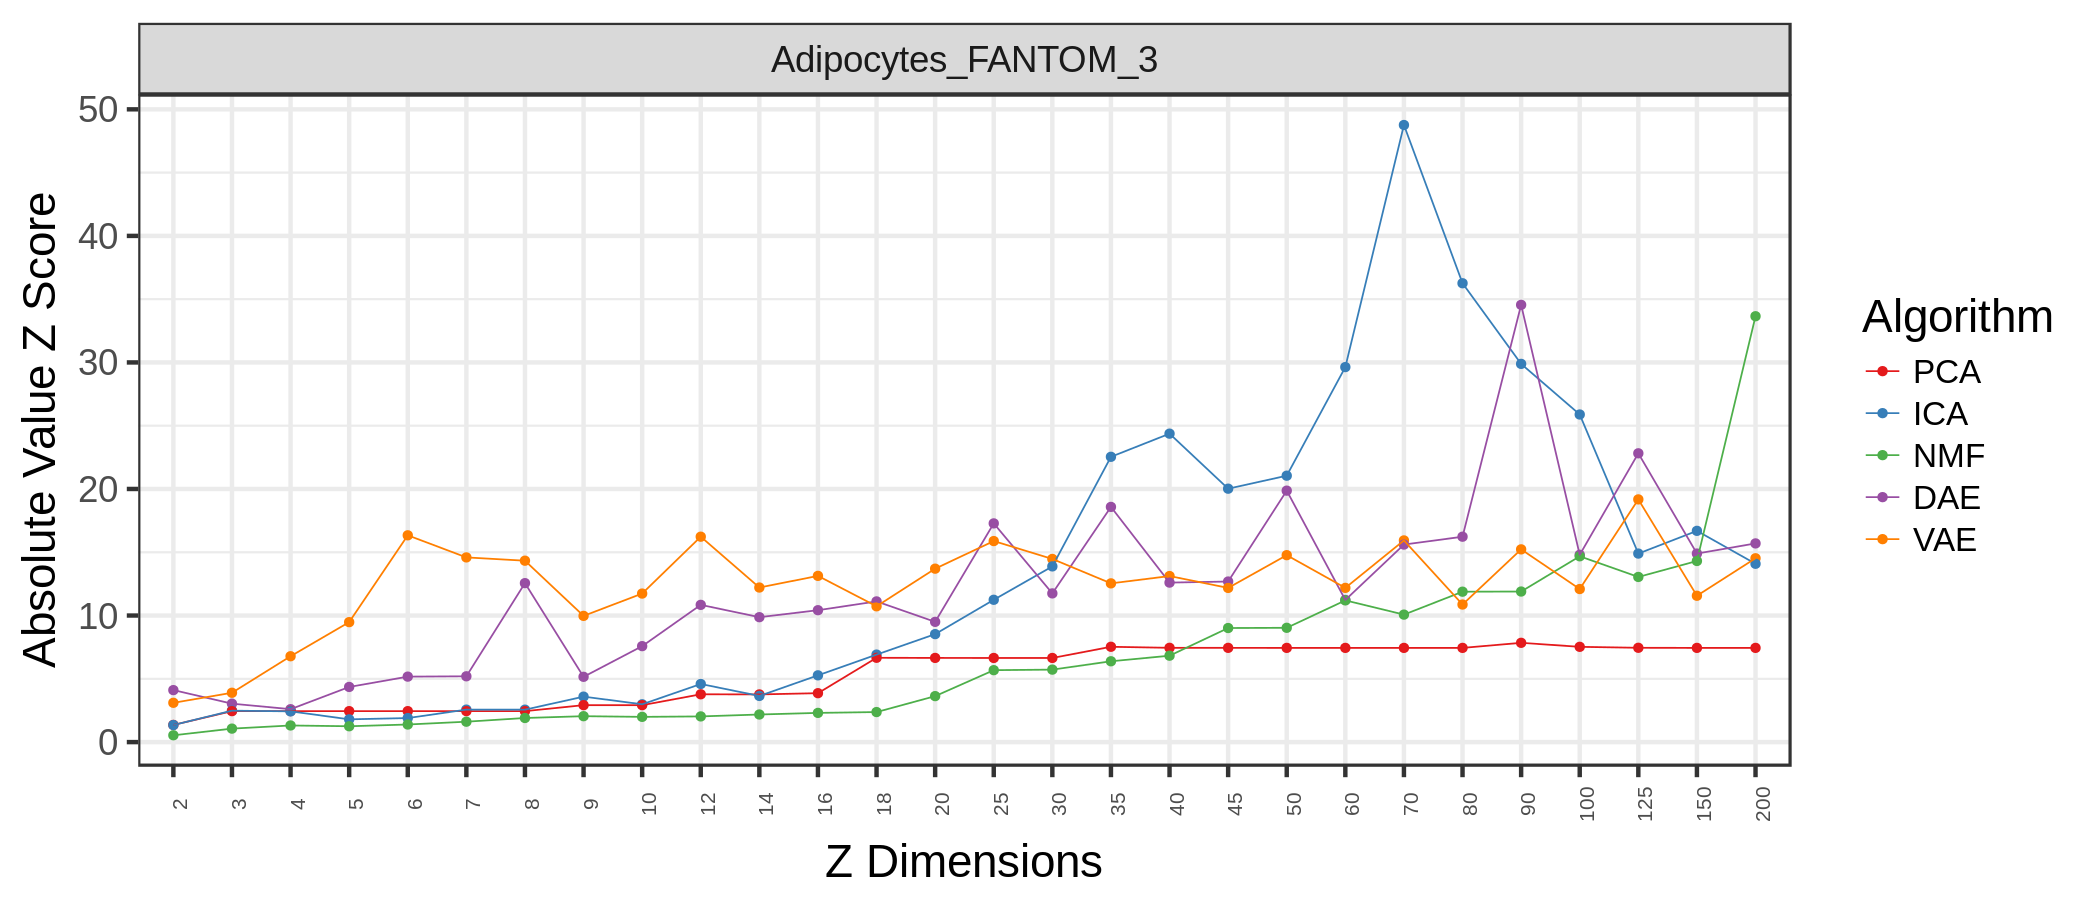 Adipocytes_FANTOM_3
Absolute Value Z Score
50
40
30
20
10
0
2 3 4 5 6 7 8 9 10 12 14 16 18 20 25 30 35 40 45 50 60 70 80 90 100 125 150 200
Z Dimensions
Algorithm
PCA
ICA
NMF
DAE
VAE